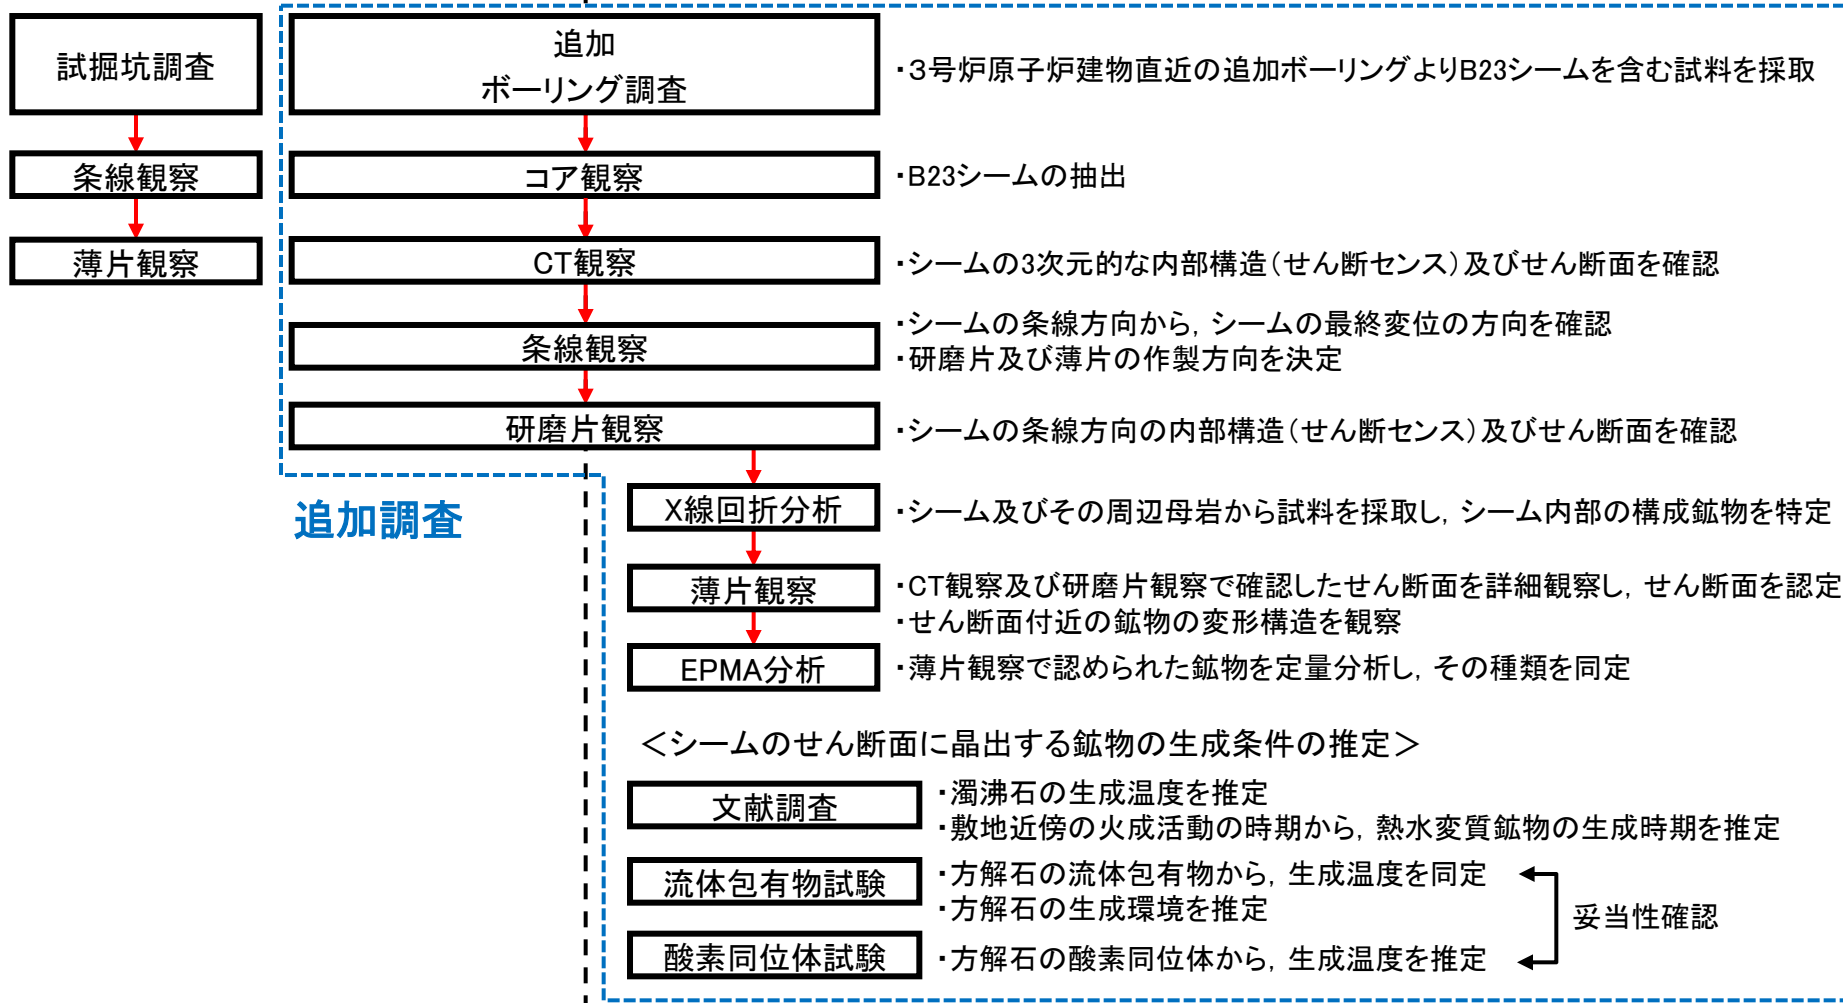 試掘坑調査
条線観察
薄片観察
追加
ボーリング調査
・３号炉原子炉建物直近の追加ボーリングよりB23シームを含む試料を採取
コア観察
・B23シームの抽出
CT観察
・シームの3次元的な内部構造（せん断センス）及びせん断面を確認
条線観察
・シームの条線方向から，シームの最終変位の方向を確認
・研磨片及び薄片の作製方向を決定
研磨片観察
・シームの条線方向の内部構造（せん断センス）及びせん断面を確認
追加調査
X線回折分析
・シーム及びその周辺母岩から試料を採取し，シーム内部の構成鉱物を特定
薄片観察
・CT観察及び研磨片観察で確認したせん断面を詳細観察し，せん断面を認定
・せん断面付近の鉱物の変形構造を観察
EPMA分析
・薄片観察で認められた鉱物を定量分析し，その種類を同定
＜シームのせん断面に晶出する鉱物の生成条件の推定＞
文献調査
・濁沸石の生成温度を推定
・敷地近傍の火成活動の時期から，熱水変質鉱物の生成時期を推定
流体包有物試験
・方解石の流体包有物から，生成温度を同定
・方解石の生成環境を推定
妥当性確認
酸素同位体試験
・方解石の酸素同位体から，生成温度を推定